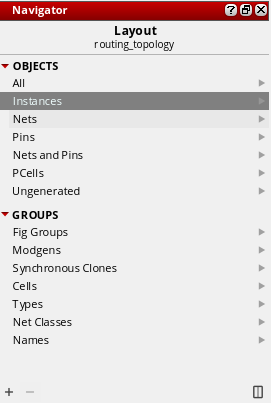 Navigator
Layout
routing_topology
OBJECTS
All
Instances
Nets
Pins
Nets and Pins
PCells
Ungenerated
GROUPS
Fig Groups
Modgens
Synchronous Clones
Cells
Types
Net Classes
Names